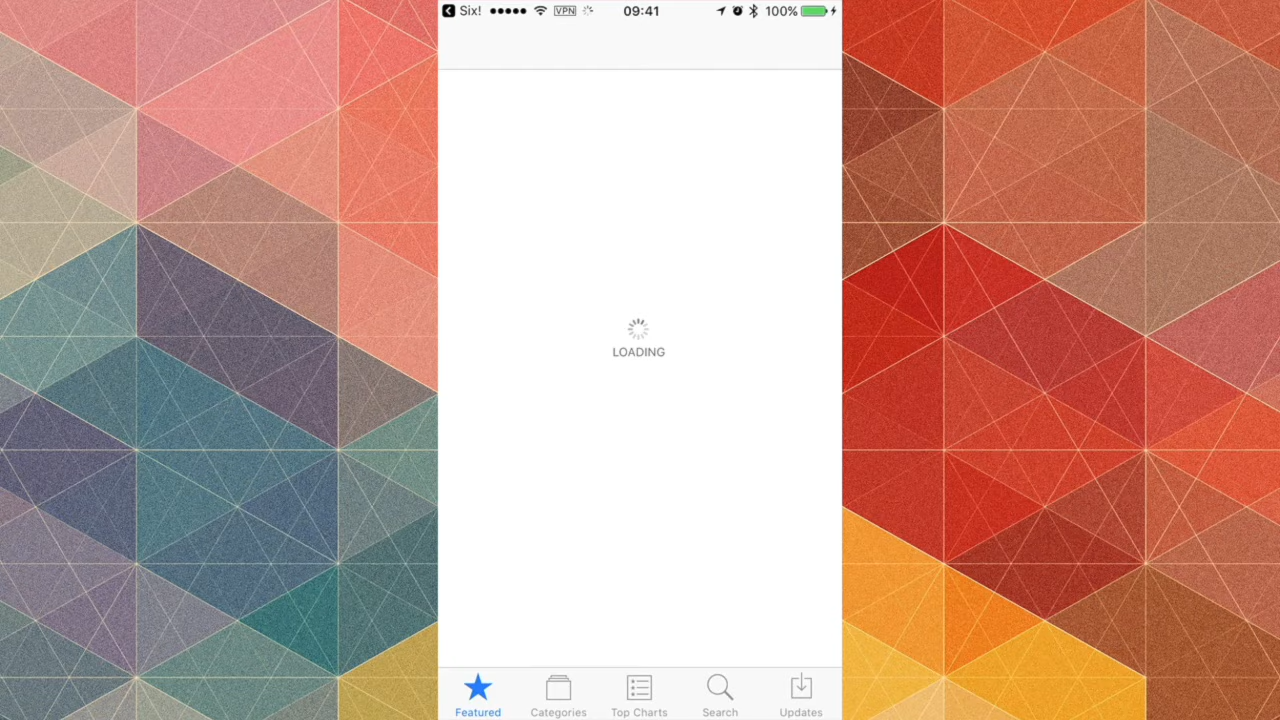 Six! VPN 09:41 100%
LOADING
Featured Categories Top Charts Search Updates